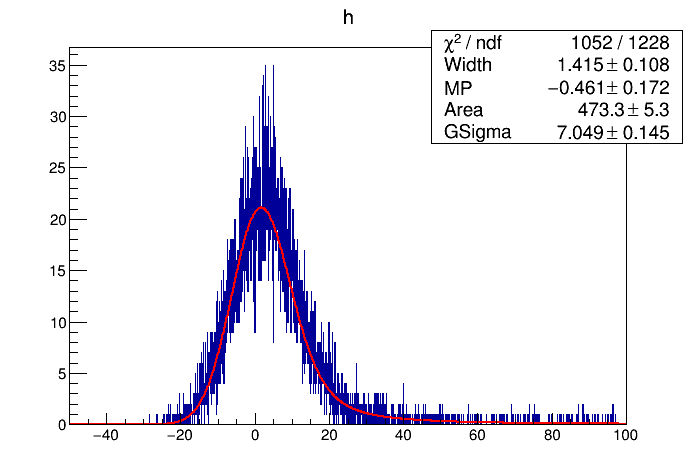 h
χ² / ndf 1052 / 1228
Width 1.415 ± 0.108
MP −0.461 ± 0.172
Area 473.3 ± 5.3
GSigma 7.049 ± 0.145
35
30
25
20
15
10
5
0
−40 −20 0 20 40 60 80 100